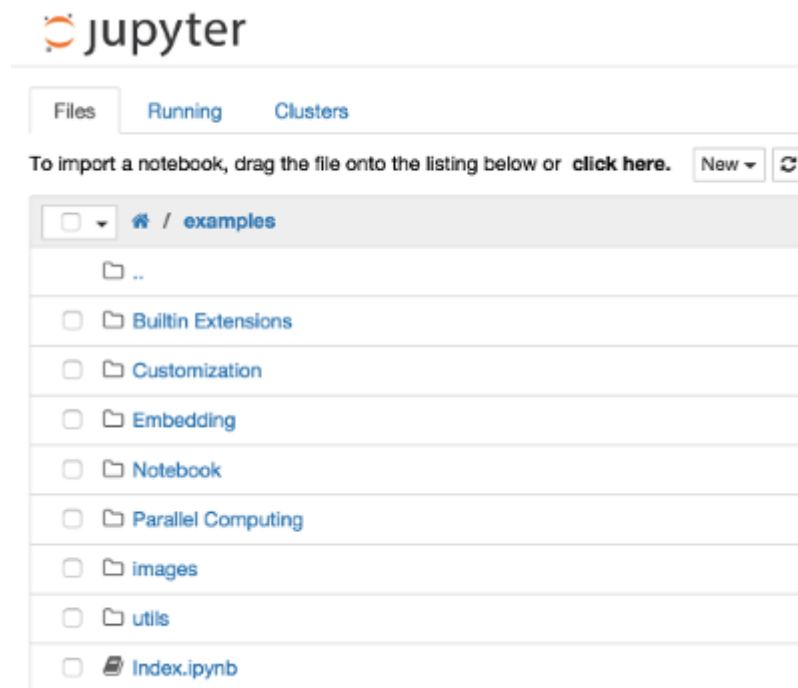 jupyter
Files Running Clusters
To import a notebook, drag the file onto the listing below or click here. New
/ examples
..
Builtin Extensions
Customization
Embedding
Notebook
Parallel Computing
images
utils
Index.ipynb